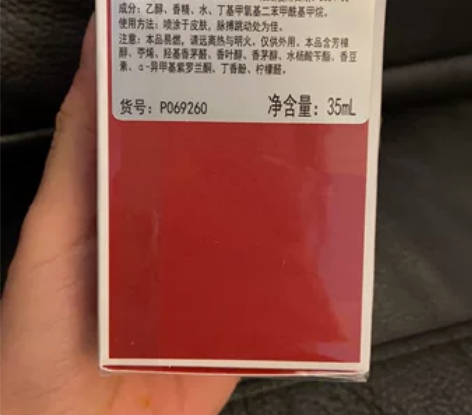 成分：乙醇、香精、水、丁基甲氧基二苯甲酰基甲烷。
使用方法：喷涂于皮肤，脉搏跳动处为佳。
注意：本品易燃，请远离热与明火。仅供外用。本品含芳樟
醇、苧烯、羟基香茅醛、香叶醇、香茅醇、水杨酸苄酯、香豆
素、α-异甲基紫罗兰酮、丁香酚、柠檬醛。
货号：P069260 净含量：35mL